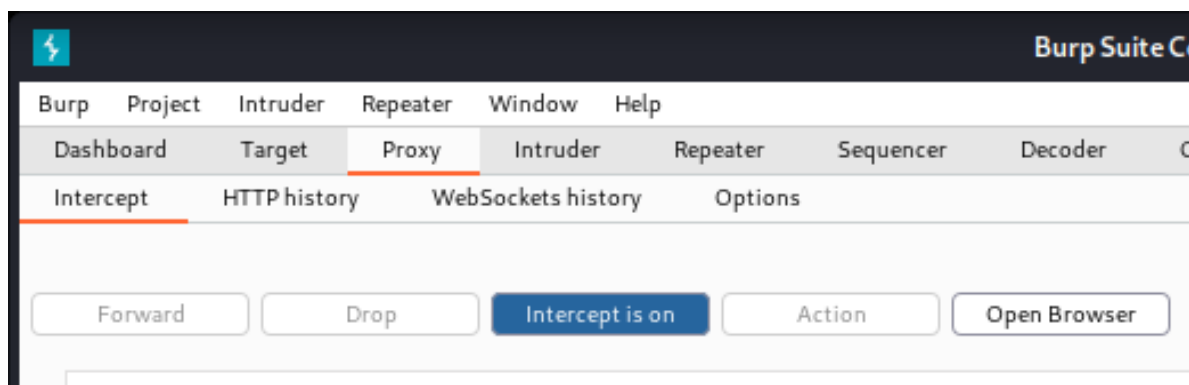 Burp Suite C
Burp Project Intruder Repeater Window Help
Dashboard Target Proxy Intruder Repeater Sequencer Decoder
Intercept HTTP history WebSockets history Options
Forward Drop Intercept is on Action Open Browser